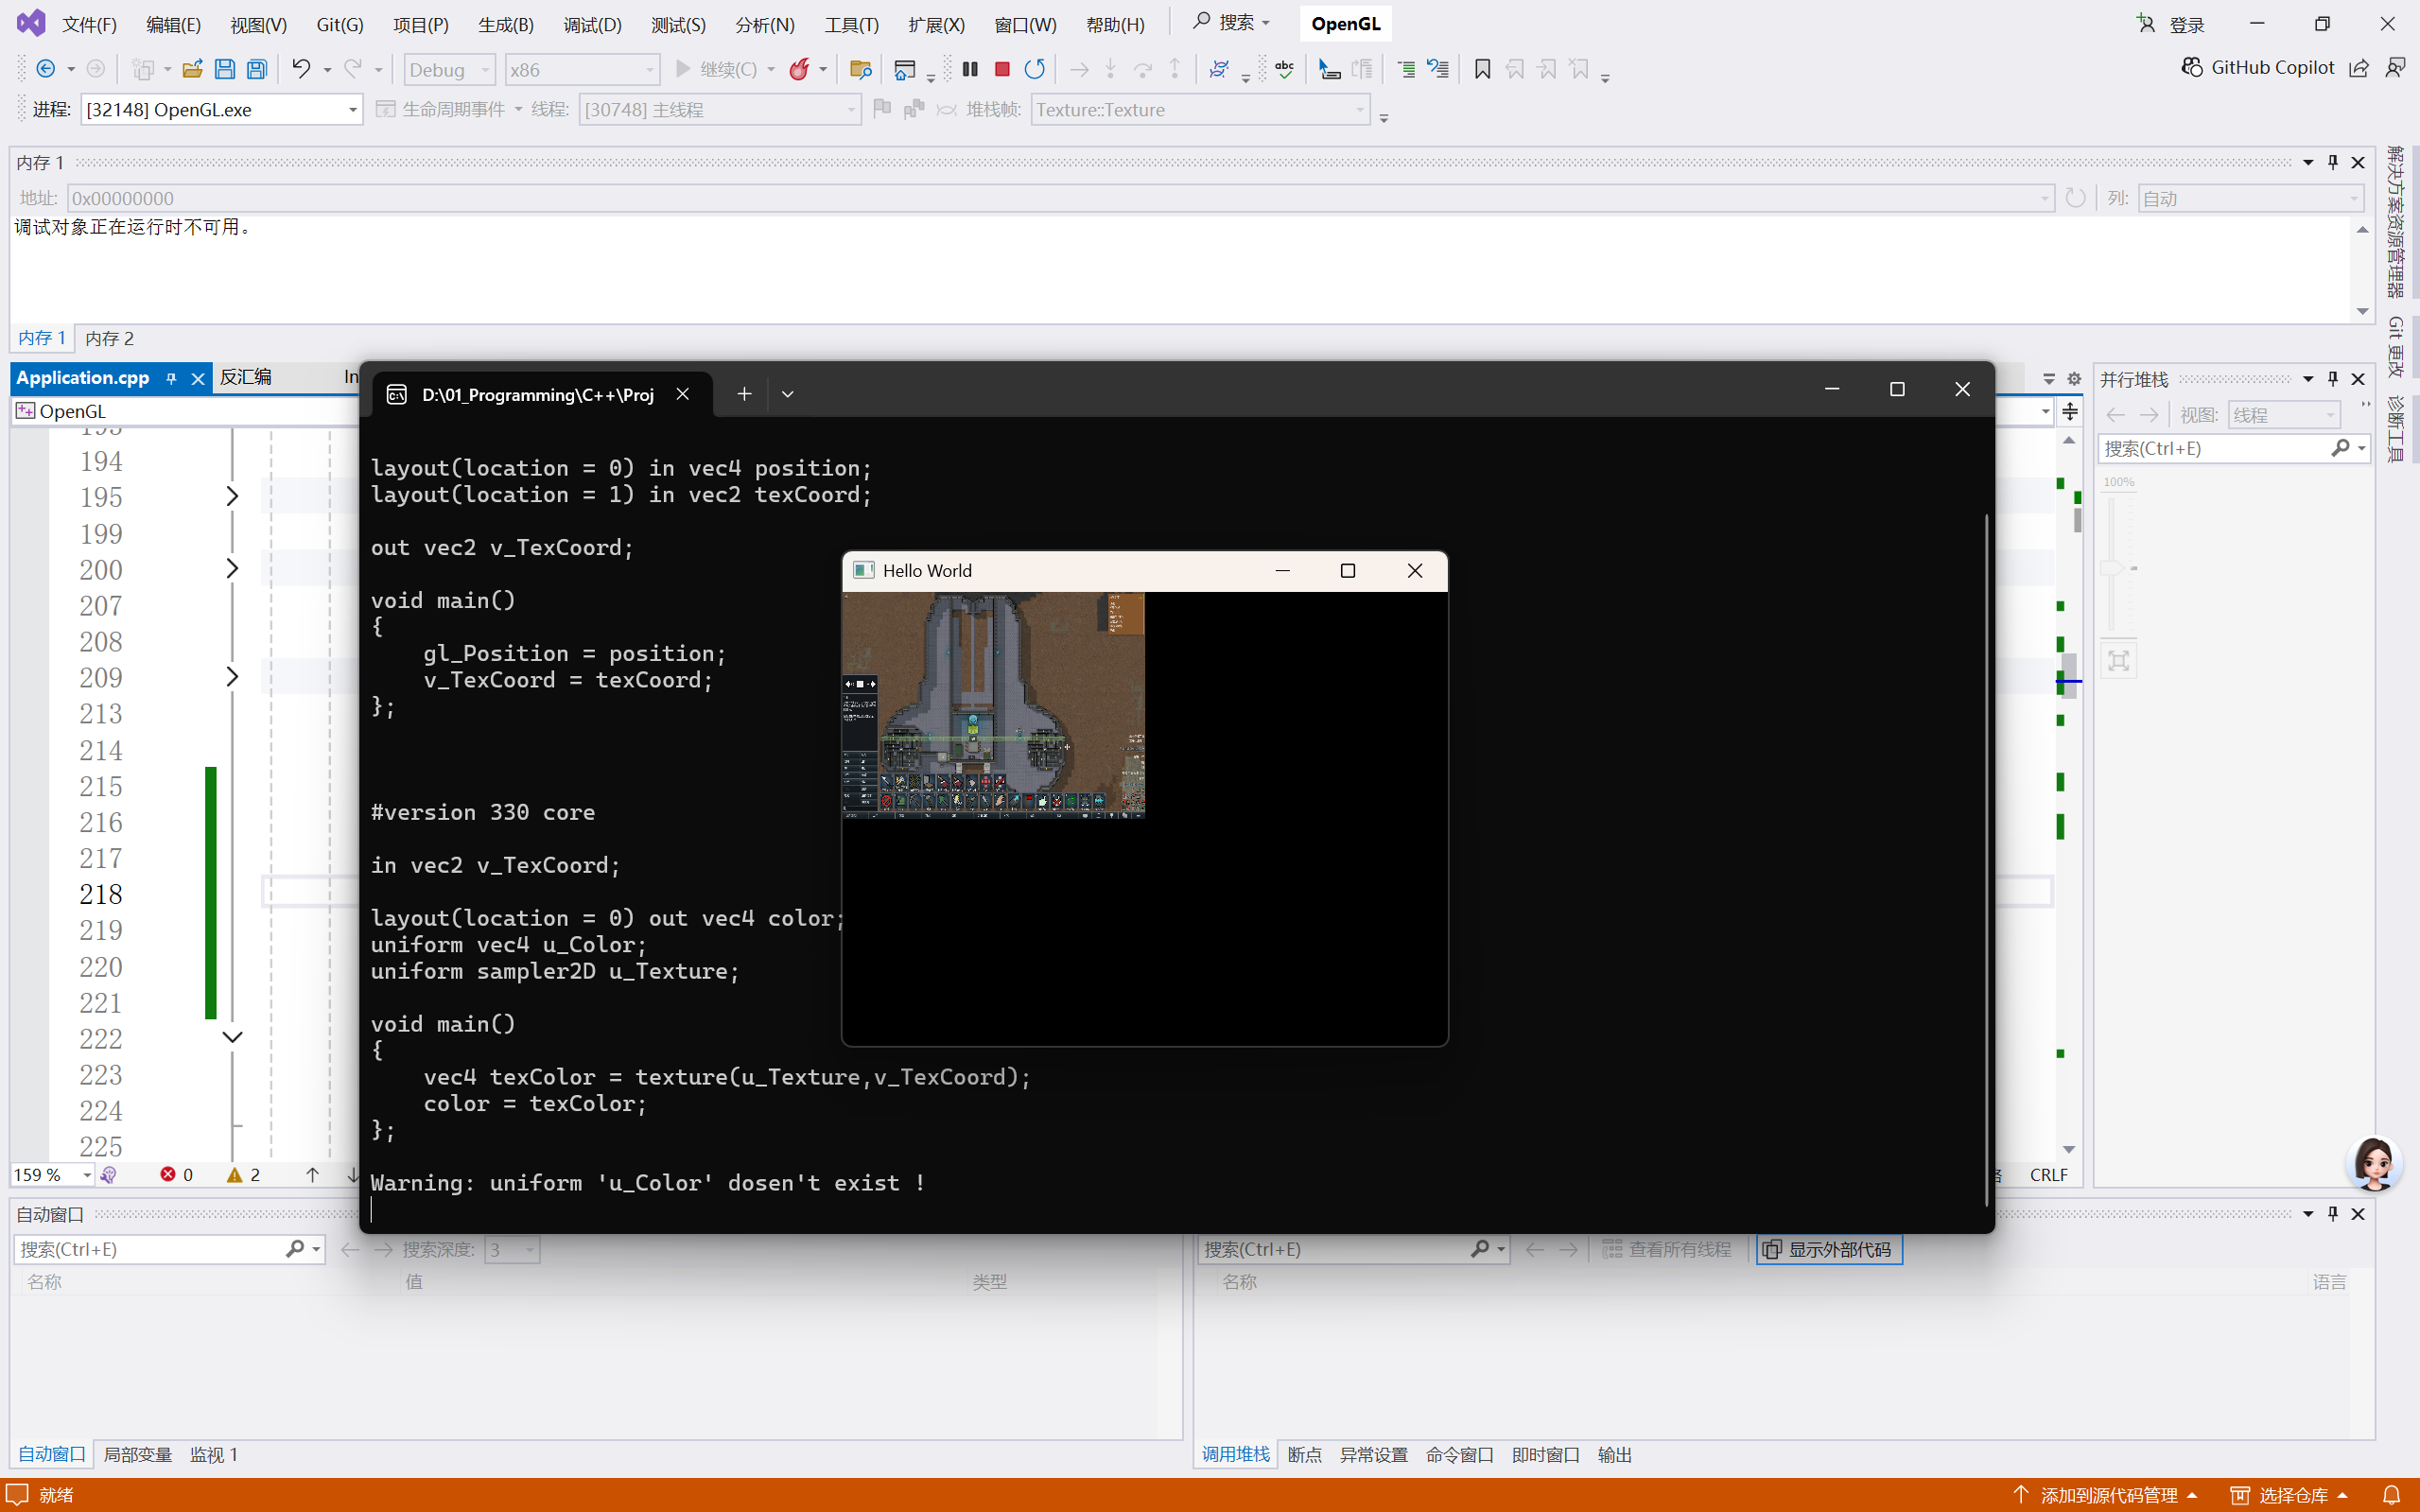 文件(F) 编辑(E) 视图(V) Git(G) 项目(P) 生成(B) 调试(D) 测试(S) 分析(N) 工具(T) 扩展(X) 窗口(W) 帮助(H) 搜索 OpenGL 登录
Debug x86 继续(C) abc GitHub Copilot
进程: [32148] OpenGL.exe 生命周期事件 线程: [30748] 主线程 堆栈帧: Texture::Texture
内存 1
地址: 0x00000000 列: 自动
调试对象正在运行时不可用。
内存 1 内存 2
解决方案资源管理器
Git 更改
诊断工具
Application.cpp 反汇编 In
OpenGL
193
194
195
199
200
207
208
209
213
214
215
216
217
218
219
220
221
222
223
224
225
159 % 0 2 CRLF
D:\01_Programming\C++\Proj
layout(location = 0) in vec4 position;
layout(location = 1) in vec2 texCoord;
out vec2 v_TexCoord;
void main()
{
gl_Position = position;
v_TexCoord = texCoord;
};
#version 330 core
in vec2 v_TexCoord;
layout(location = 0) out vec4 color;
uniform vec4 u_Color;
uniform sampler2D u_Texture;
void main()
{
vec4 texColor = texture(u_Texture,v_TexCoord);
color = texColor;
};
Warning: uniform 'u_Color' dosen't exist !
Hello World
并行堆栈
视图: 线程
搜索(Ctrl+E)
100%
自动窗口
搜索(Ctrl+E) 搜索深度: 3
名称 值 类型
自动窗口 局部变量 监视 1
搜索(Ctrl+E) 查看所有线程 显示外部代码
名称 语言
调用堆栈 断点 异常设置 命令窗口 即时窗口 输出
就绪 添加到源代码管理 选择仓库